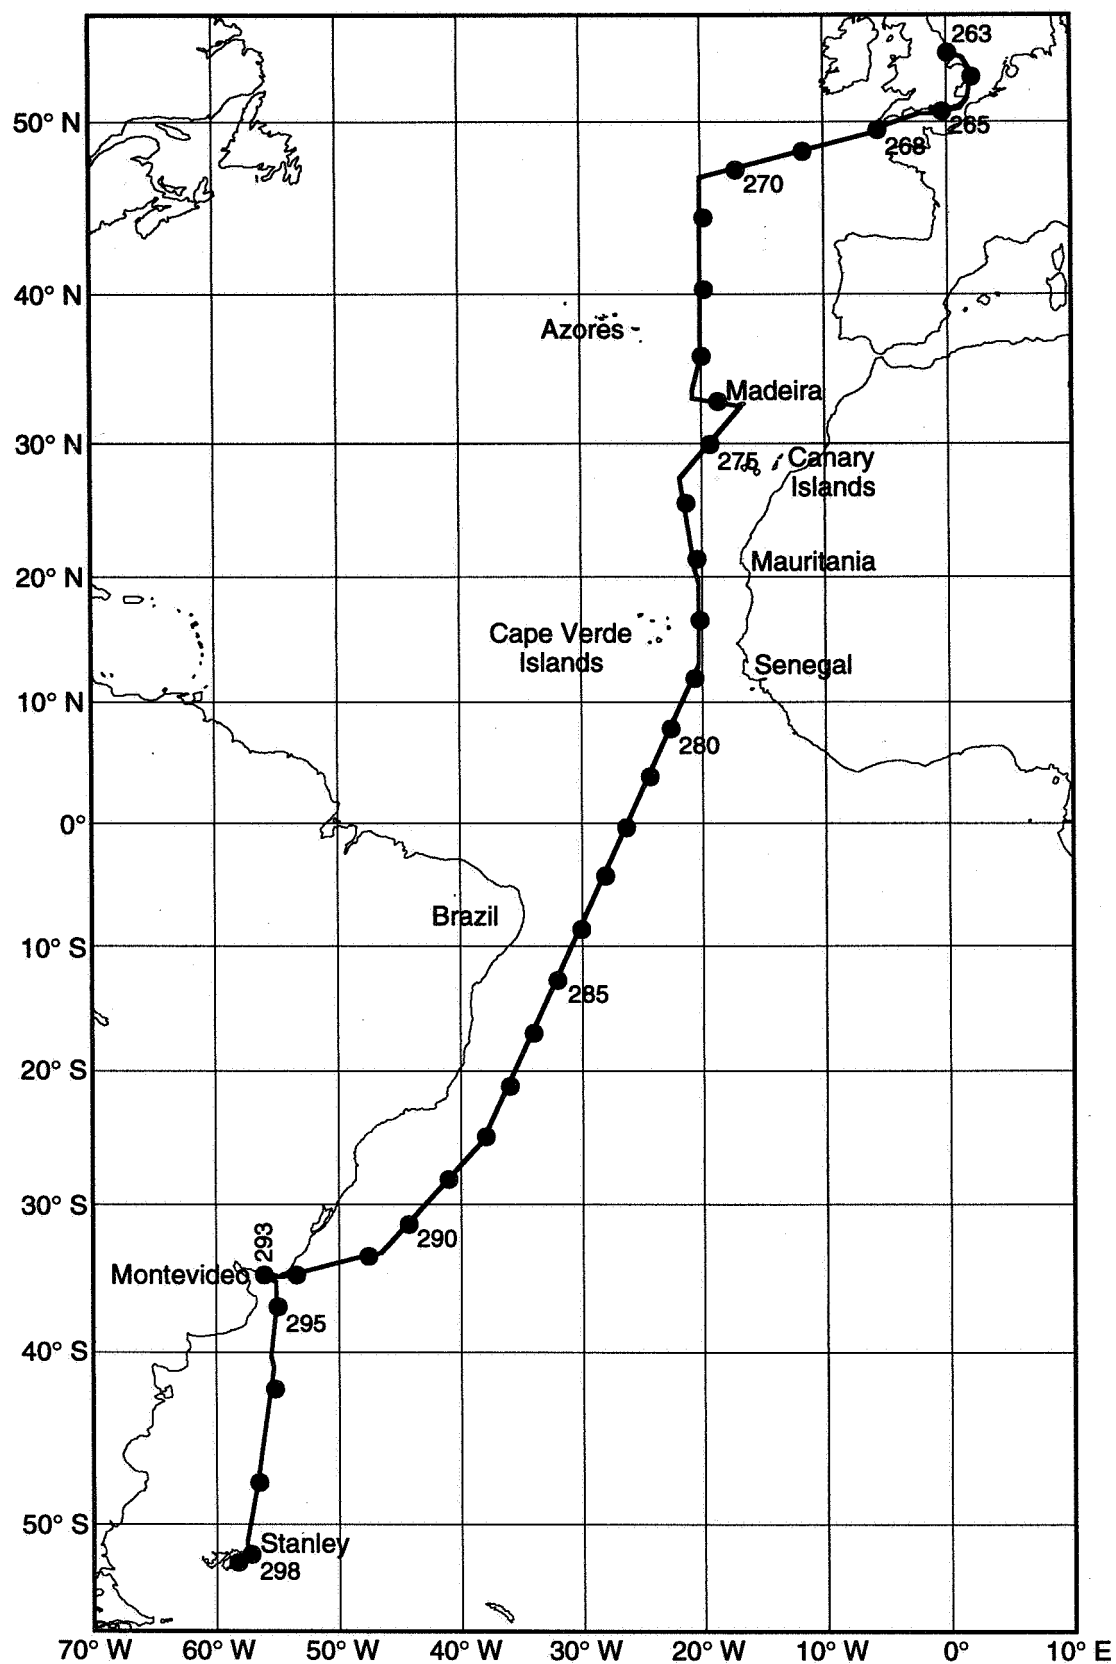 263
50° N
265
268
270
40° N
Azores
Madeira
30° N
275
Canary
Islands
Mauritania
20° N
Cape Verde
Islands
Senegal
10° N
280
0°
Brazil
10° S
285
20° S
30° S
293
290
Montevideo
295
40° S
50° S
Stanley
298
70° W 60° W 50° W 40° W 30° W 20° W 10° W 0° 10° E